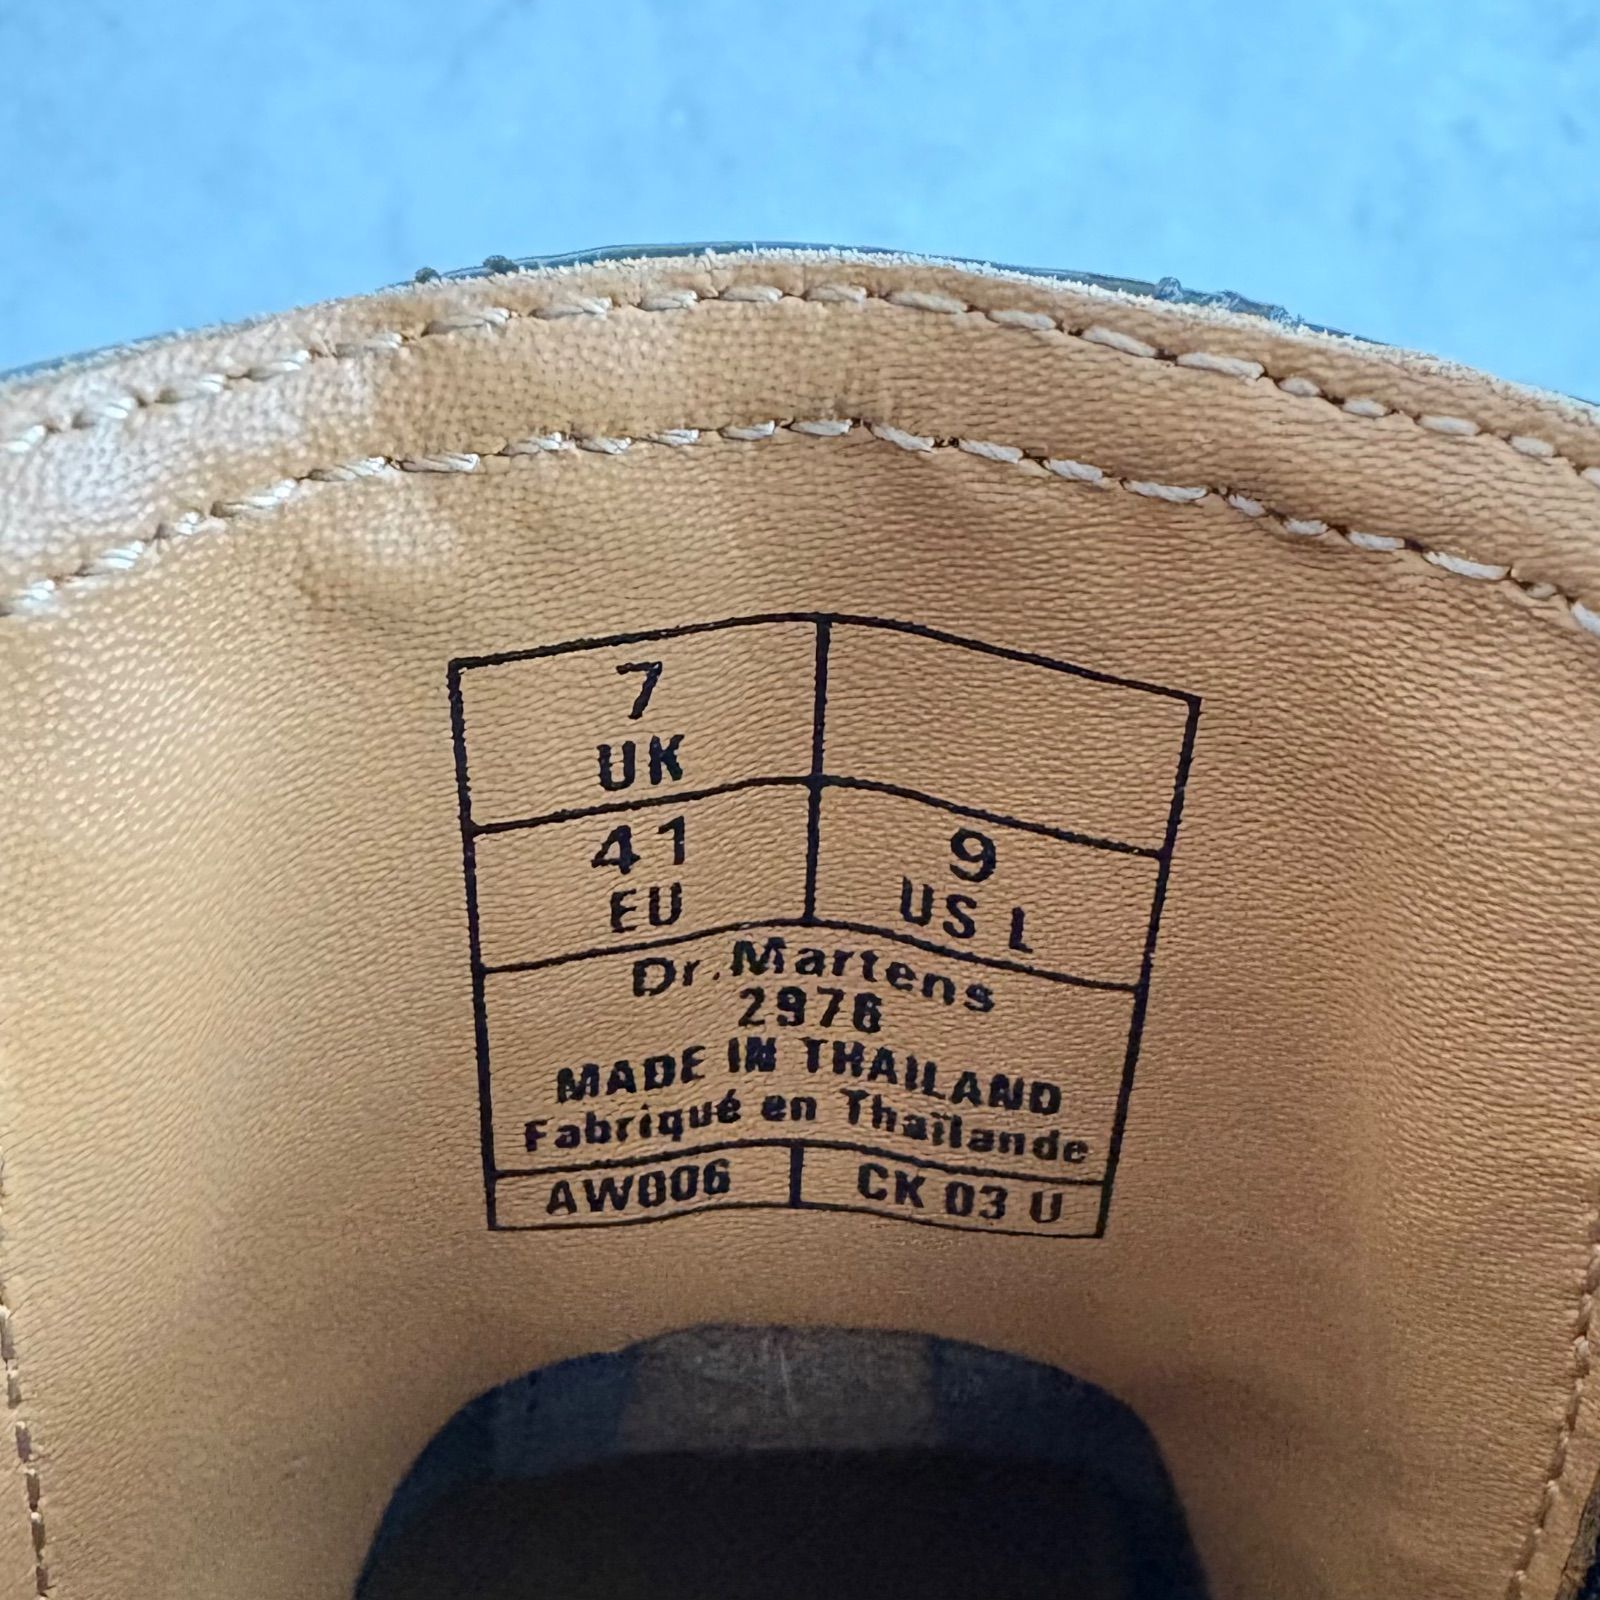 7
UK
41
EU
9
US L
Dr. Martens
2976
MADE IN THAILAND
Fabriqué en Thaïlande
AW006
CK 03 U